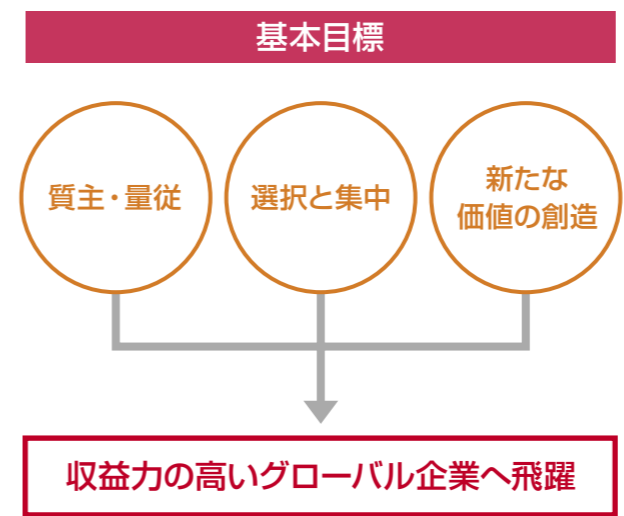 基本目標
質主・量従
選択と集中
新たな
価値の創造
収益力の高いグローバル企業へ飛躍